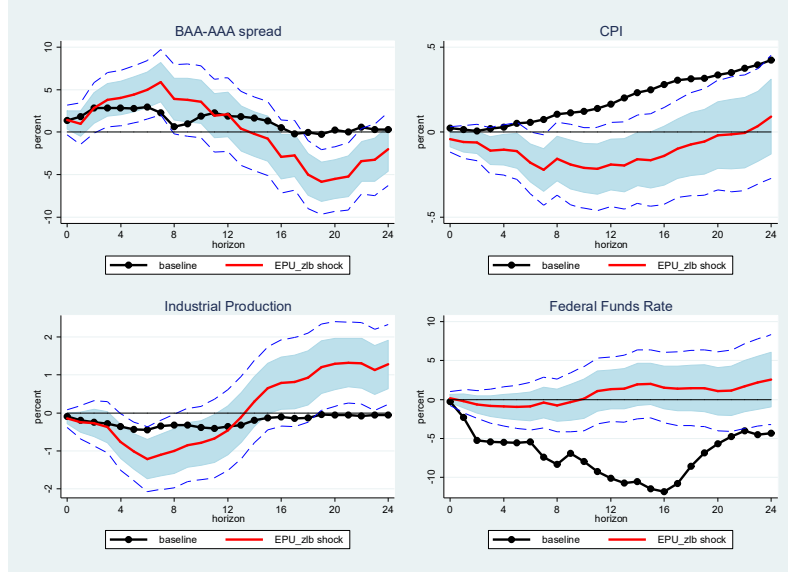 BAA-AAA spread
10
5
0
-5
-10
percent
0 4 8 12 16 20 24
horizon
baseline EPU_zlb shock
CPI
.5
0
-.5
percent
0 4 8 12 16 20 24
horizon
baseline EPU_zlb shock
Industrial Production
2
1
0
-1
-2
percent
0 4 8 12 16 20 24
horizon
baseline EPU_zlb shock
Federal Funds Rate
10
5
0
-5
-10
percent
0 4 8 12 16 20 24
horizon
baseline EPU_zlb shock